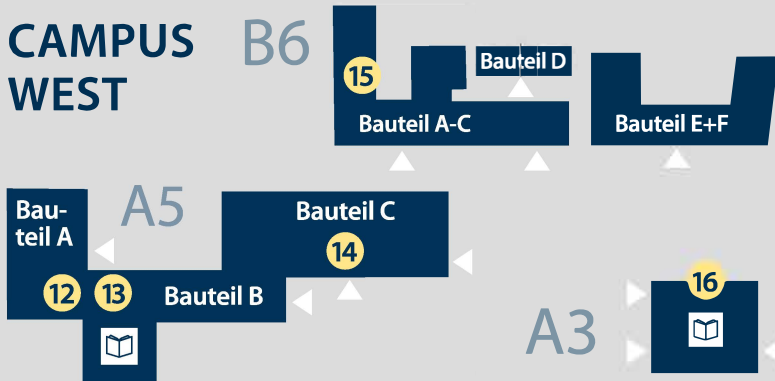 CAMPUS
WEST
B6
15
Bauteil D
Bauteil A-C
Bauteil E+F
A5
Bau-
teil A
Bauteil C
14
12
13
Bauteil B
16
A3